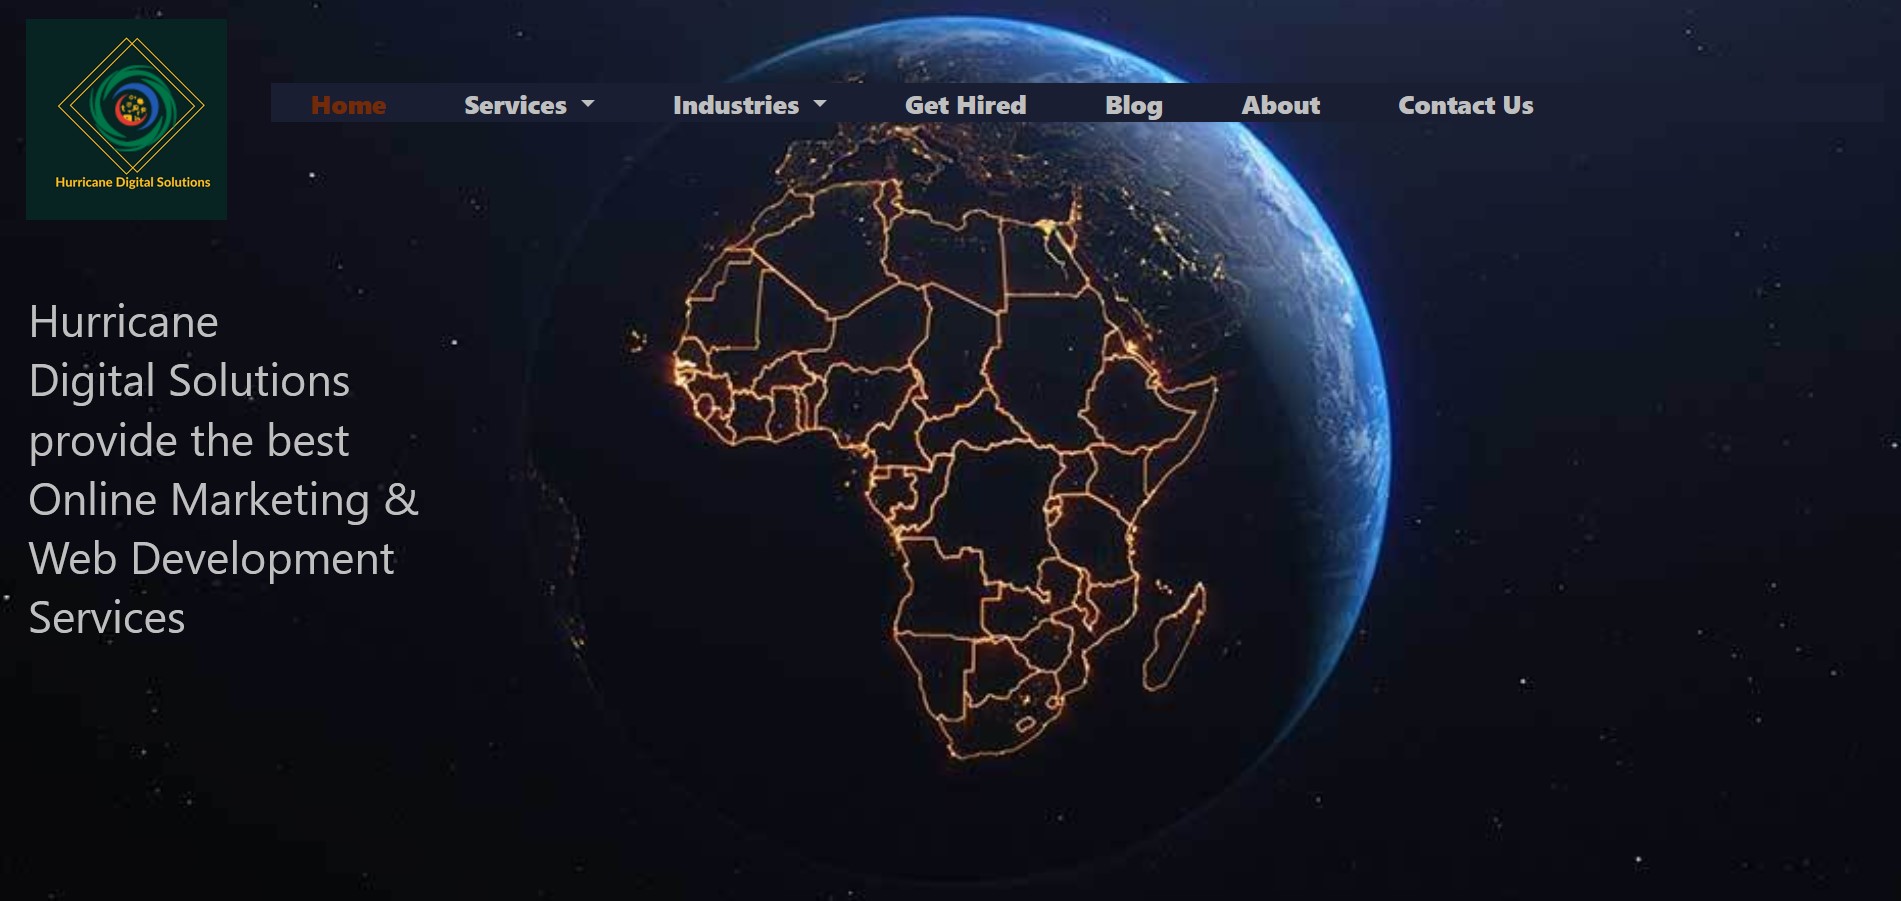 Hurricane Digital Solutions
Home Services Industries Get Hired Blog About Contact Us
Hurricane
Digital Solutions
provide the best
Online Marketing &
Web Development
Services